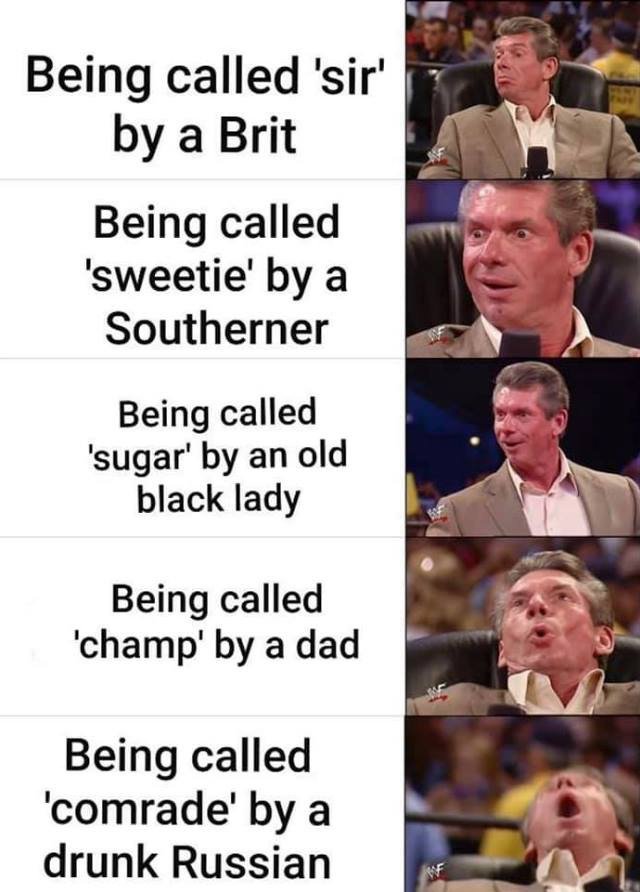 Being called 'sir'
by a Brit
Being called
'sweetie' by a
Southerner
Being called
'sugar' by an old
black lady
Being called
'champ' by a dad
Being called
'comrade' by a
drunk Russian